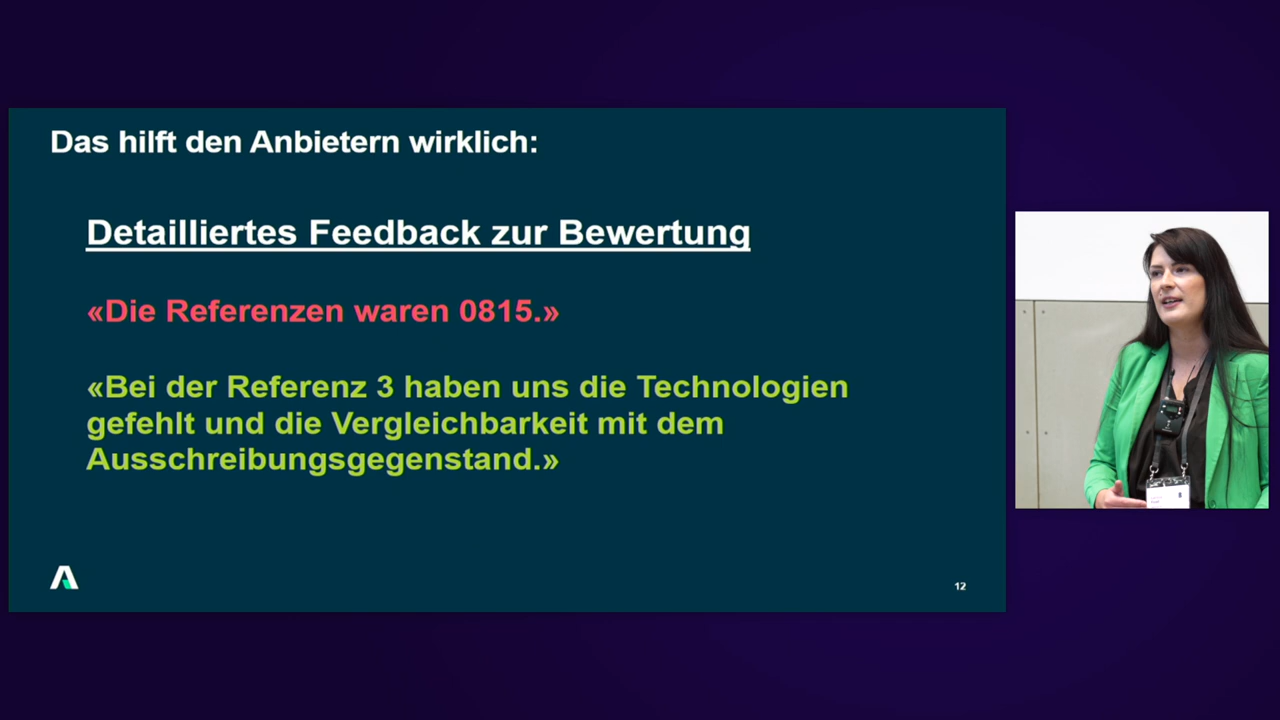 Das hilft den Anbietern wirklich:
Detailliertes Feedback zur Bewertung
«Die Referenzen waren 0815.»
«Bei der Referenz 3 haben uns die Technologien
gefehlt und die Vergleichbarkeit mit dem
Ausschreibungsgegenstand.»
12